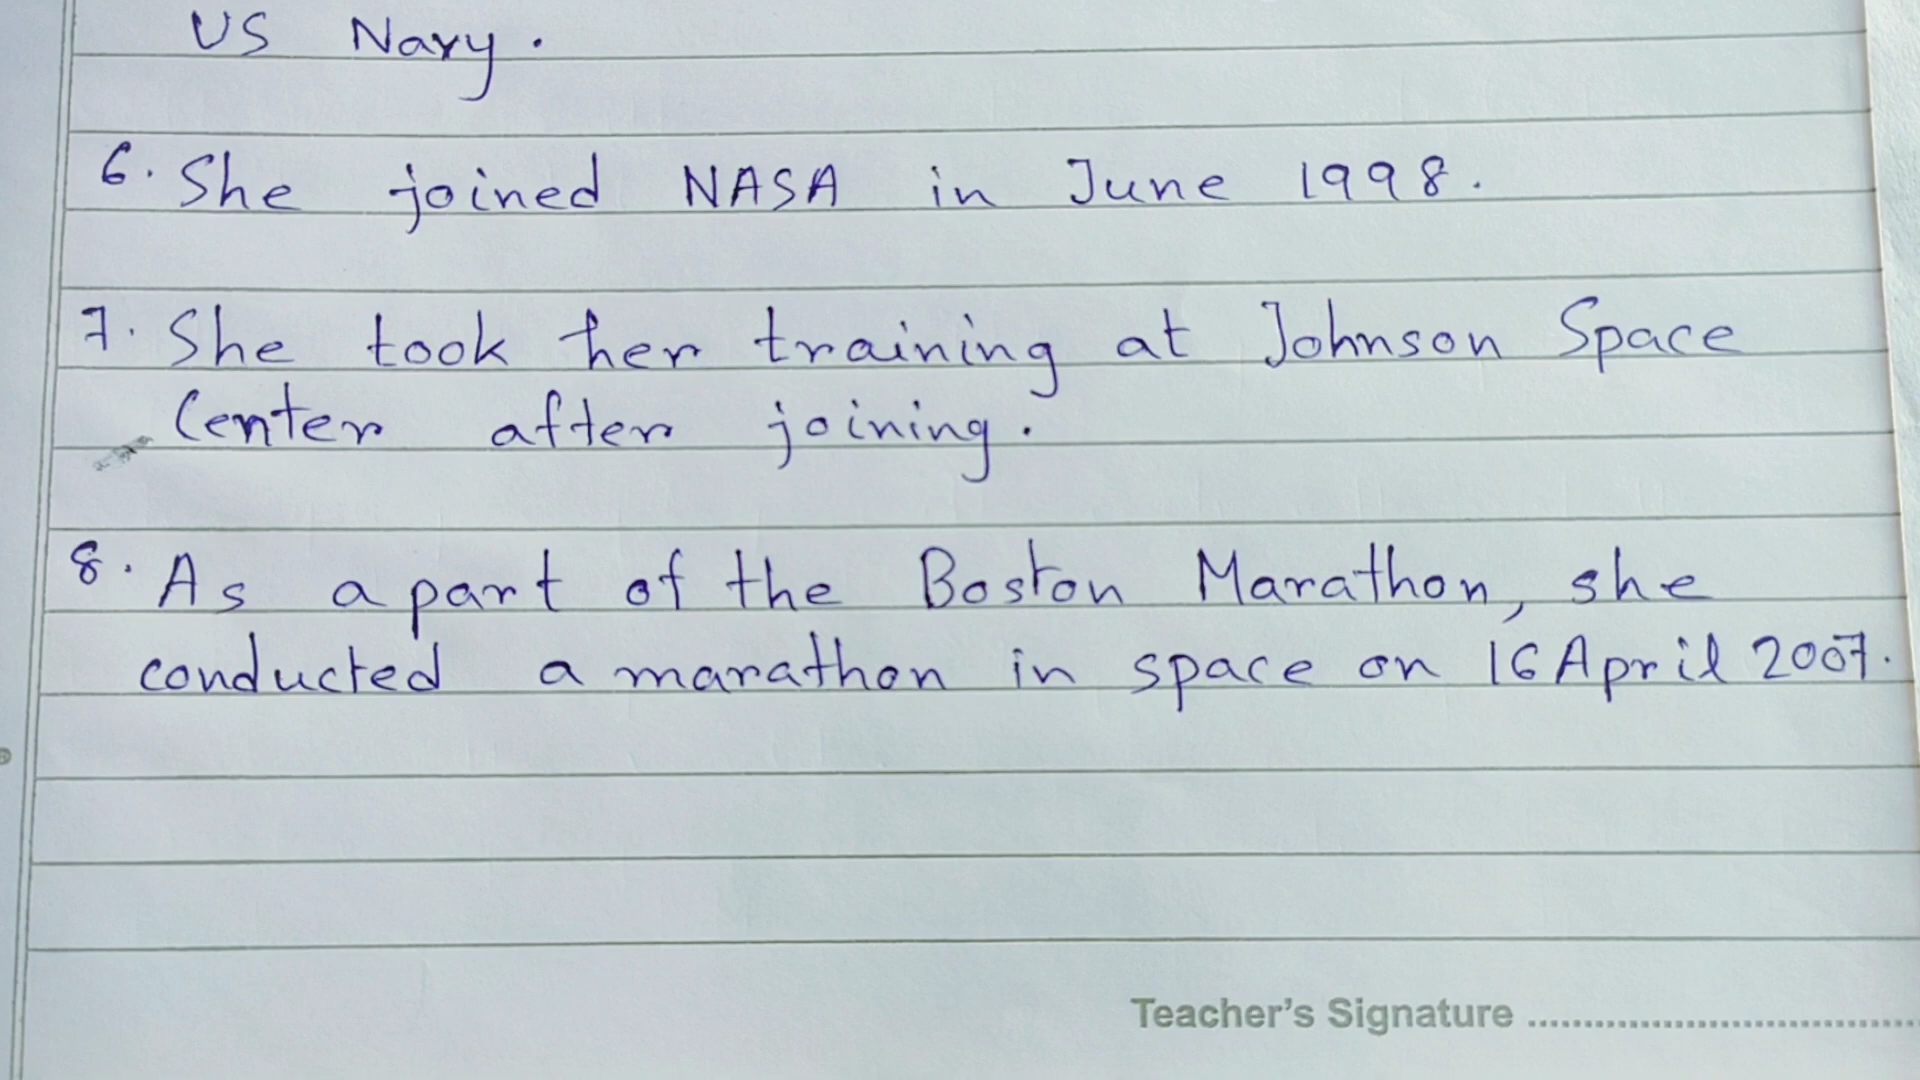 US Navy.
6. She joined NASA in June 1998.
7. She took her training at Johnson Space
Center after joining.
8. As a part of the Boston Marathon, she
conducted a marathon in space on 16 April 2007.
Teacher's Signature ..............................